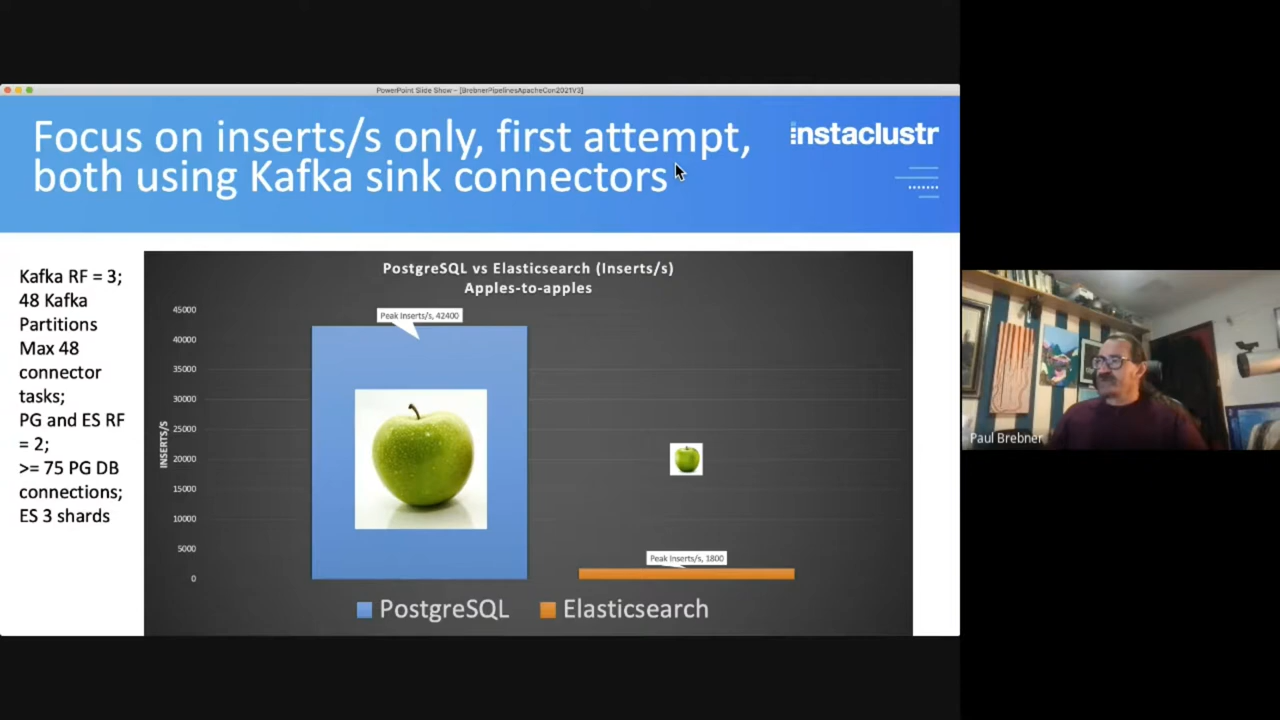 PowerPoint Slide Show - [BrebnerPipelinesApacheCon2021V3]
Focus on inserts/s only, first attempt,
both using Kafka sink connectors
instaclustr
Kafka RF = 3;
48 Kafka
Partitions
Max 48
connector
tasks;
PG and ES RF
= 2;
>= 75 PG DB
connections;
ES 3 shards
PostgreSQL vs Elasticsearch (Inserts/s)
Apples-to-apples
INSERTS/S
45000
40000
35000
30000
25000
20000
15000
10000
5000
0
Peak Inserts/s, 42400
Peak Inserts/s, 1800
PostgreSQL
Elasticsearch
Paul Brebner